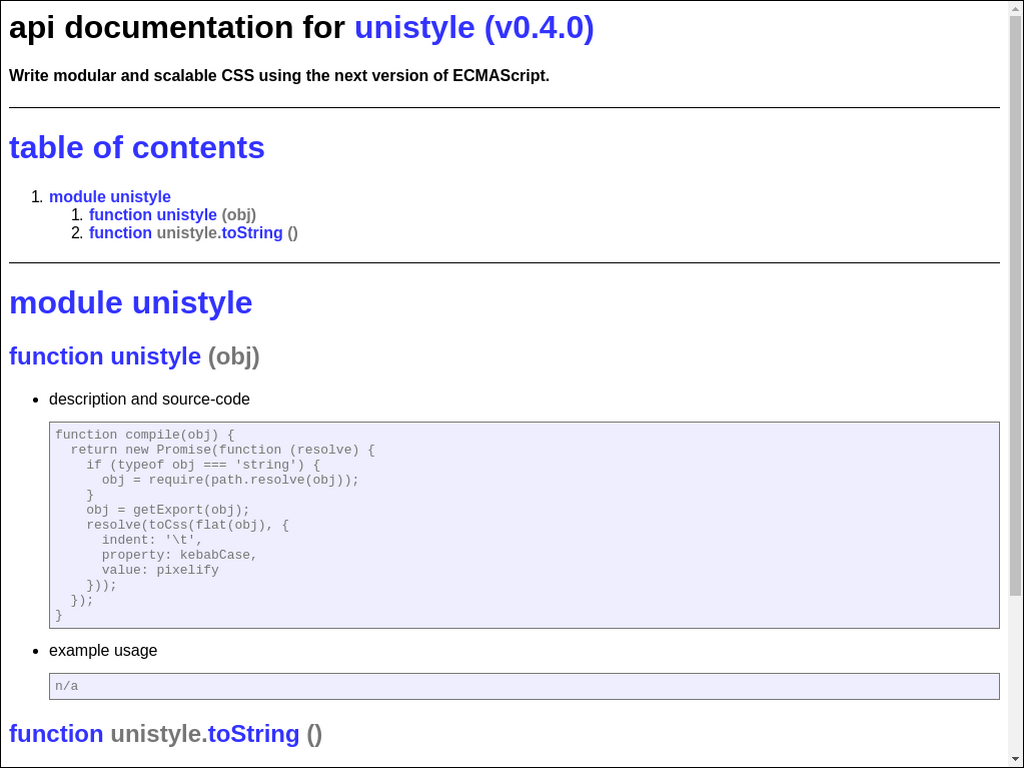 api documentation for unistyle (v0.4.0)
Write modular and scalable CSS using the next version of ECMAScript.
table of contents
1. module unistyle
1. function unistyle (obj)
2. function unistyle.toString ()
module unistyle
function unistyle (obj)
• description and source-code
function compile(obj) {
  return new Promise(function (resolve) {
    if (typeof obj === 'string') {
      obj = require(path.resolve(obj));
    }
    obj = getExport(obj);
    resolve(toCss(flat(obj), {
      indent: '\t',
      property: kebabCase,
      value: pixelify
    }));
  });
}
• example usage
n/a
function unistyle.toString ()